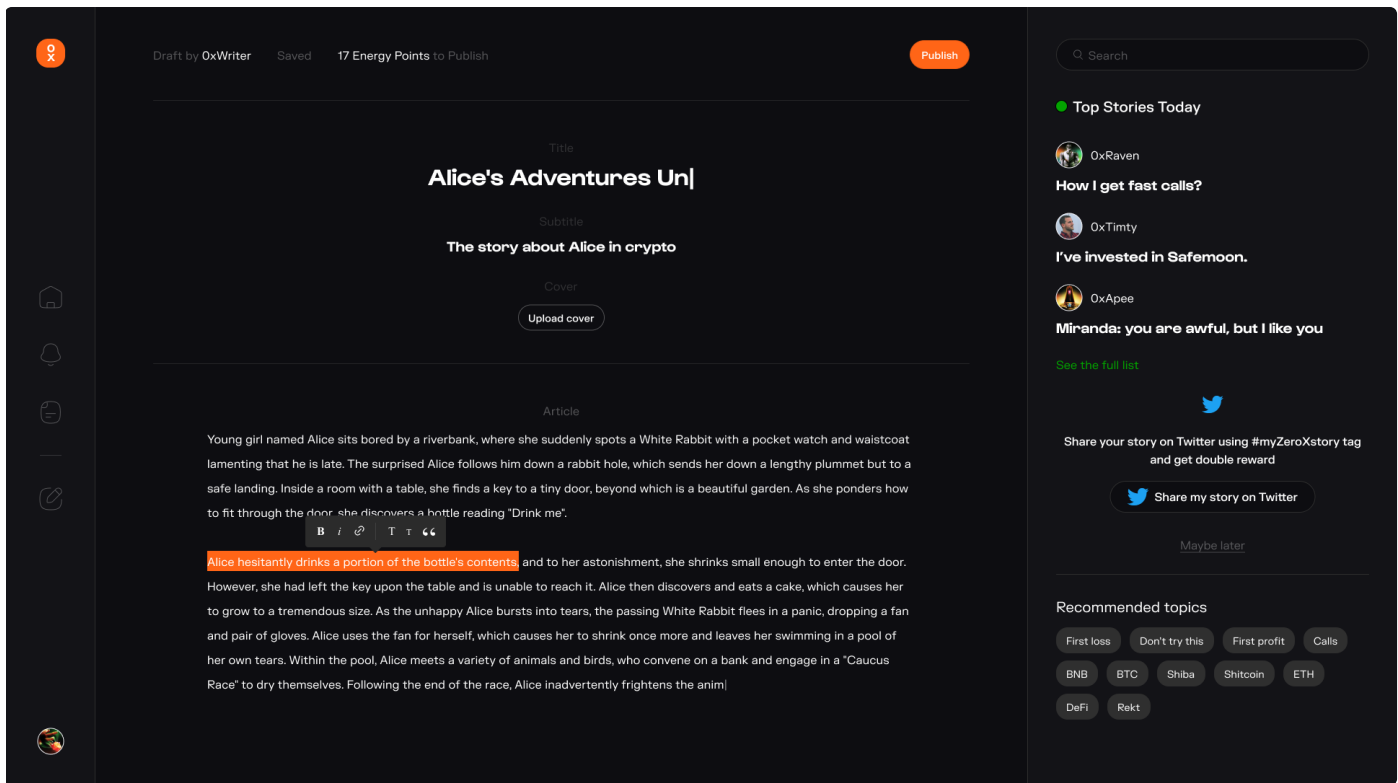 0x
Draft by 0xWriter Saved 17 Energy Points to Publish
Publish
Title
Alice's Adventures Un
Subtitle
The story about Alice in crypto
Cover
Upload cover
Article
Young girl named Alice sits bored by a riverbank, where she suddenly spots a White Rabbit with a pocket watch and waistcoat
lamenting that he is late. The surprised Alice follows him down a rabbit hole, which sends her down a lengthy plummet but to a
safe landing. Inside a room with a table, she finds a key to a tiny door, beyond which is a beautiful garden. As she ponders how
to fit through the door, she discovers a bottle reading "Drink me".
B i T T
Alice hesitantly drinks a portion of the bottle's contents, and to her astonishment, she shrinks small enough to enter the door.
However, she had left the key upon the table and is unable to reach it. Alice then discovers and eats a cake, which causes her
to grow to a tremendous size. As the unhappy Alice bursts into tears, the passing White Rabbit flees in a panic, dropping a fan
and pair of gloves. Alice uses the fan for herself, which causes her to shrink once more and leaves her swimming in a pool of
her own tears. Within the pool, Alice meets a variety of animals and birds, who convene on a bank and engage in a "Caucus
Race" to dry themselves. Following the end of the race, Alice inadvertently frightens the anim
Search
Top Stories Today
0xRaven
How I get fast calls?
0xTimty
I've invested in Safemoon.
0xApee
Miranda: you are awful, but I like you
See the full list
Share your story on Twitter using #myZeroXstory tag
and get double reward
Share my story on Twitter
Maybe later
Recommended topics
First loss Don't try this First profit Calls
BNB BTC Shiba Shitcoin ETH
DeFi Rekt